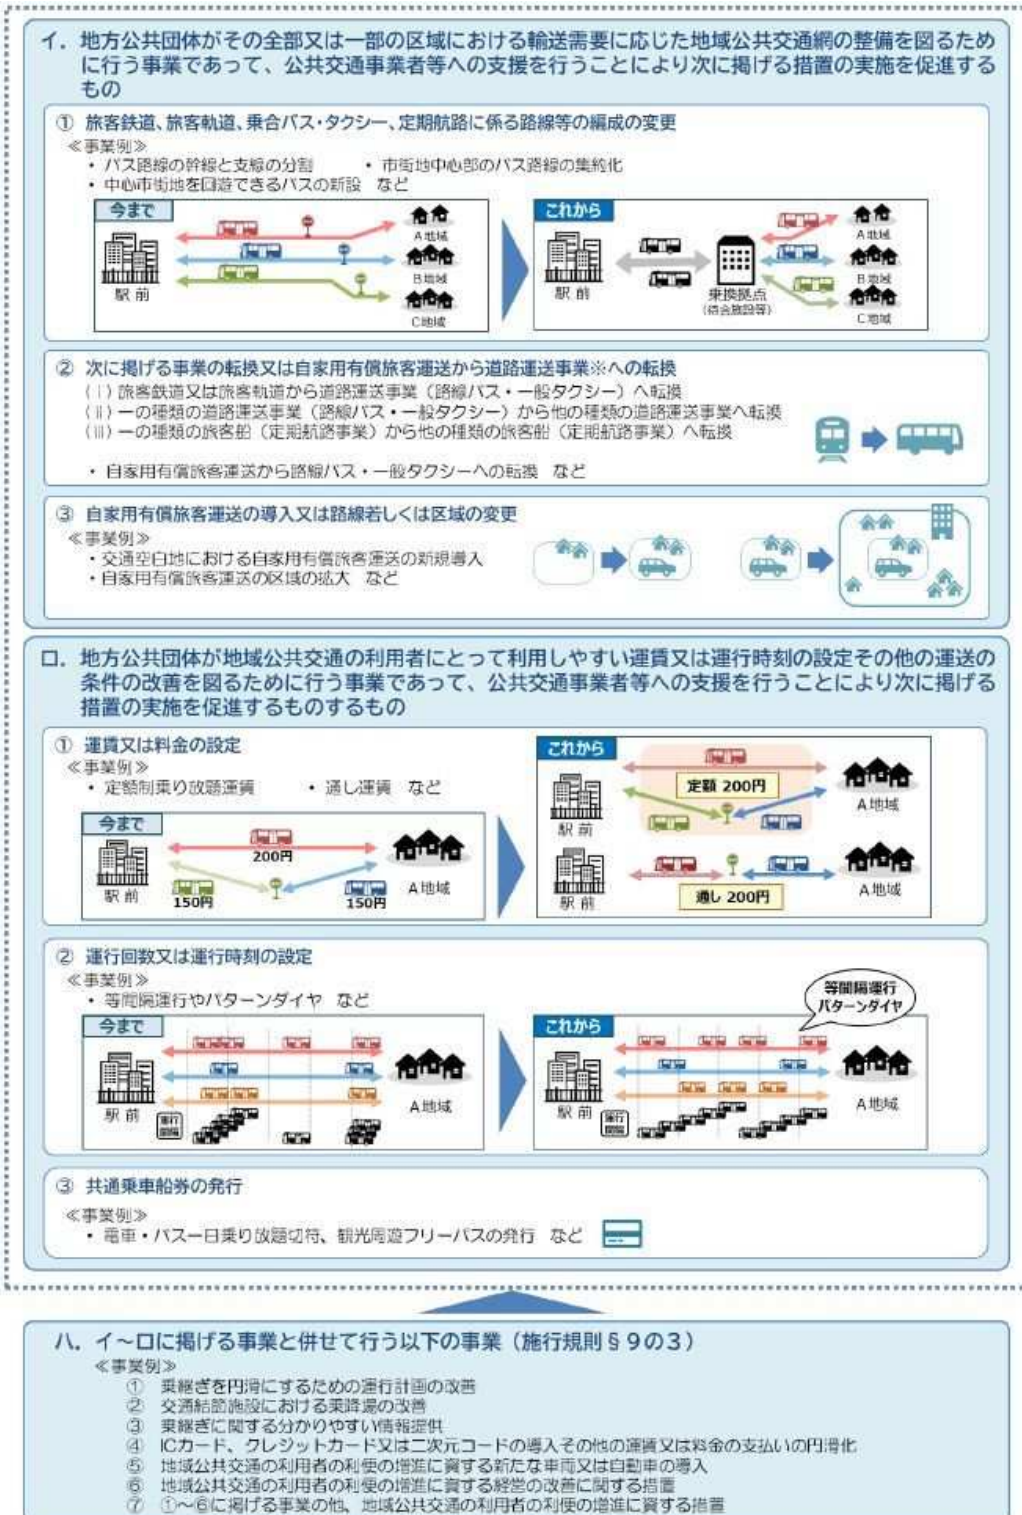 イ．地方公共団体がその全部又は一部の区域における輸送需要に応じた地域公共交通網の整備を図るため
に行う事業であって、公共交通事業者等への支援を行うことにより次に掲げる措置の実施を促進する
もの
① 旅客鉄道、旅客軌道、乗合バス・タクシー、定期航路に係る路線等の編成の変更
≪事業例≫
・ バス路線の幹線と支線の分割 ・ 市街地中心部のバス路線の集約化
・ 中心市街地を回遊できるバスの新設 など
今まで
駅 前
A地域
B地域
C地域
これから
駅 前
乗換拠点
(待合施設等)
A地域
B地域
C地域
② 次に掲げる事業の転換又は自家用有償旅客運送から道路運送事業※への転換
(ⅰ) 旅客鉄道又は旅客軌道から道路運送事業（路線バス・一般タクシー）へ転換
(ⅱ) 一の種類の道路運送事業（路線バス・一般タクシー）から他の種類の道路運送事業へ転換
(ⅲ) 一の種類の旅客船（定期航路事業）から他の種類の旅客船（定期航路事業）へ転換
・ 自家用有償旅客運送から路線バス・一般タクシーへの転換 など
③ 自家用有償旅客運送の導入又は路線若しくは区域の変更
≪事業例≫
・交通空白地における自家用有償旅客運送の新規導入
・自家用有償旅客運送の区域の拡大 など
ロ．地方公共団体が地域公共交通の利用者にとって利用しやすい運賃又は運行時刻の設定その他の運送の
条件の改善を図るために行う事業であって、公共交通事業者等への支援を行うことにより次に掲げる
措置の実施を促進するものするもの
① 運賃又は料金の設定
≪事業例≫
・ 定額制乗り放題運賃 ・ 通し運賃 など
今まで
駅 前
200円
150円
150円
A地域
これから
駅 前
定額 200円
A地域
駅 前
通し 200円
A地域
② 運行回数又は運行時刻の設定
≪事業例≫
・ 等間隔運行やパターンダイヤ など
今まで
駅 前
運行
間隔
A地域
これから
等間隔運行
パターンダイヤ
駅 前
運行
間隔
A地域
③ 共通乗車船券の発行
≪事業例≫
・ 電車・バス一日乗り放題切符、観光周遊フリーパスの発行 など
ハ．イ～ロに掲げる事業と併せて行う以下の事業（施行規則§9の3）
≪事業例≫
① 乗継ぎを円滑にするための運行計画の改善
② 交通結節施設における乗降場の改善
③ 乗継ぎに関する分かりやすい情報提供
④ ICカード、クレジットカード又は二次元コードの導入その他の運賃又は料金の支払いの円滑化
⑤ 地域公共交通の利用者の利便の増進に資する新たな車両又は自動車の導入
⑥ 地域公共交通の利用者の利便の増進に資する経営の改善に関する措置
⑦ ①～⑥に掲げる事業の他、地域公共交通の利用者の利便の増進に資する措置